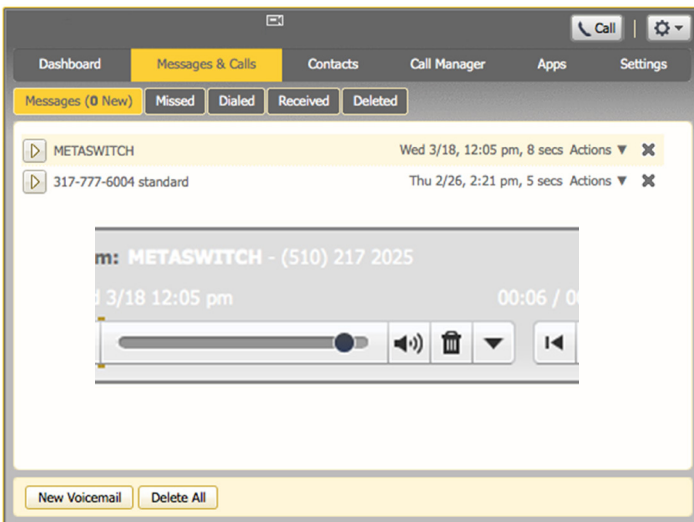 Call
Dashboard Messages & Calls Contacts Call Manager Apps Settings
Messages (0 New) Missed Dialed Received Deleted
METASWITCH Wed 3/18, 12:05 pm, 8 secs Actions ▼
317-777-6004 standard Thu 2/26, 2:21 pm, 5 secs Actions ▼
m: METASWITCH - (510) 217 2025
3/18 12:05 pm 00:06 /
New Voicemail Delete All